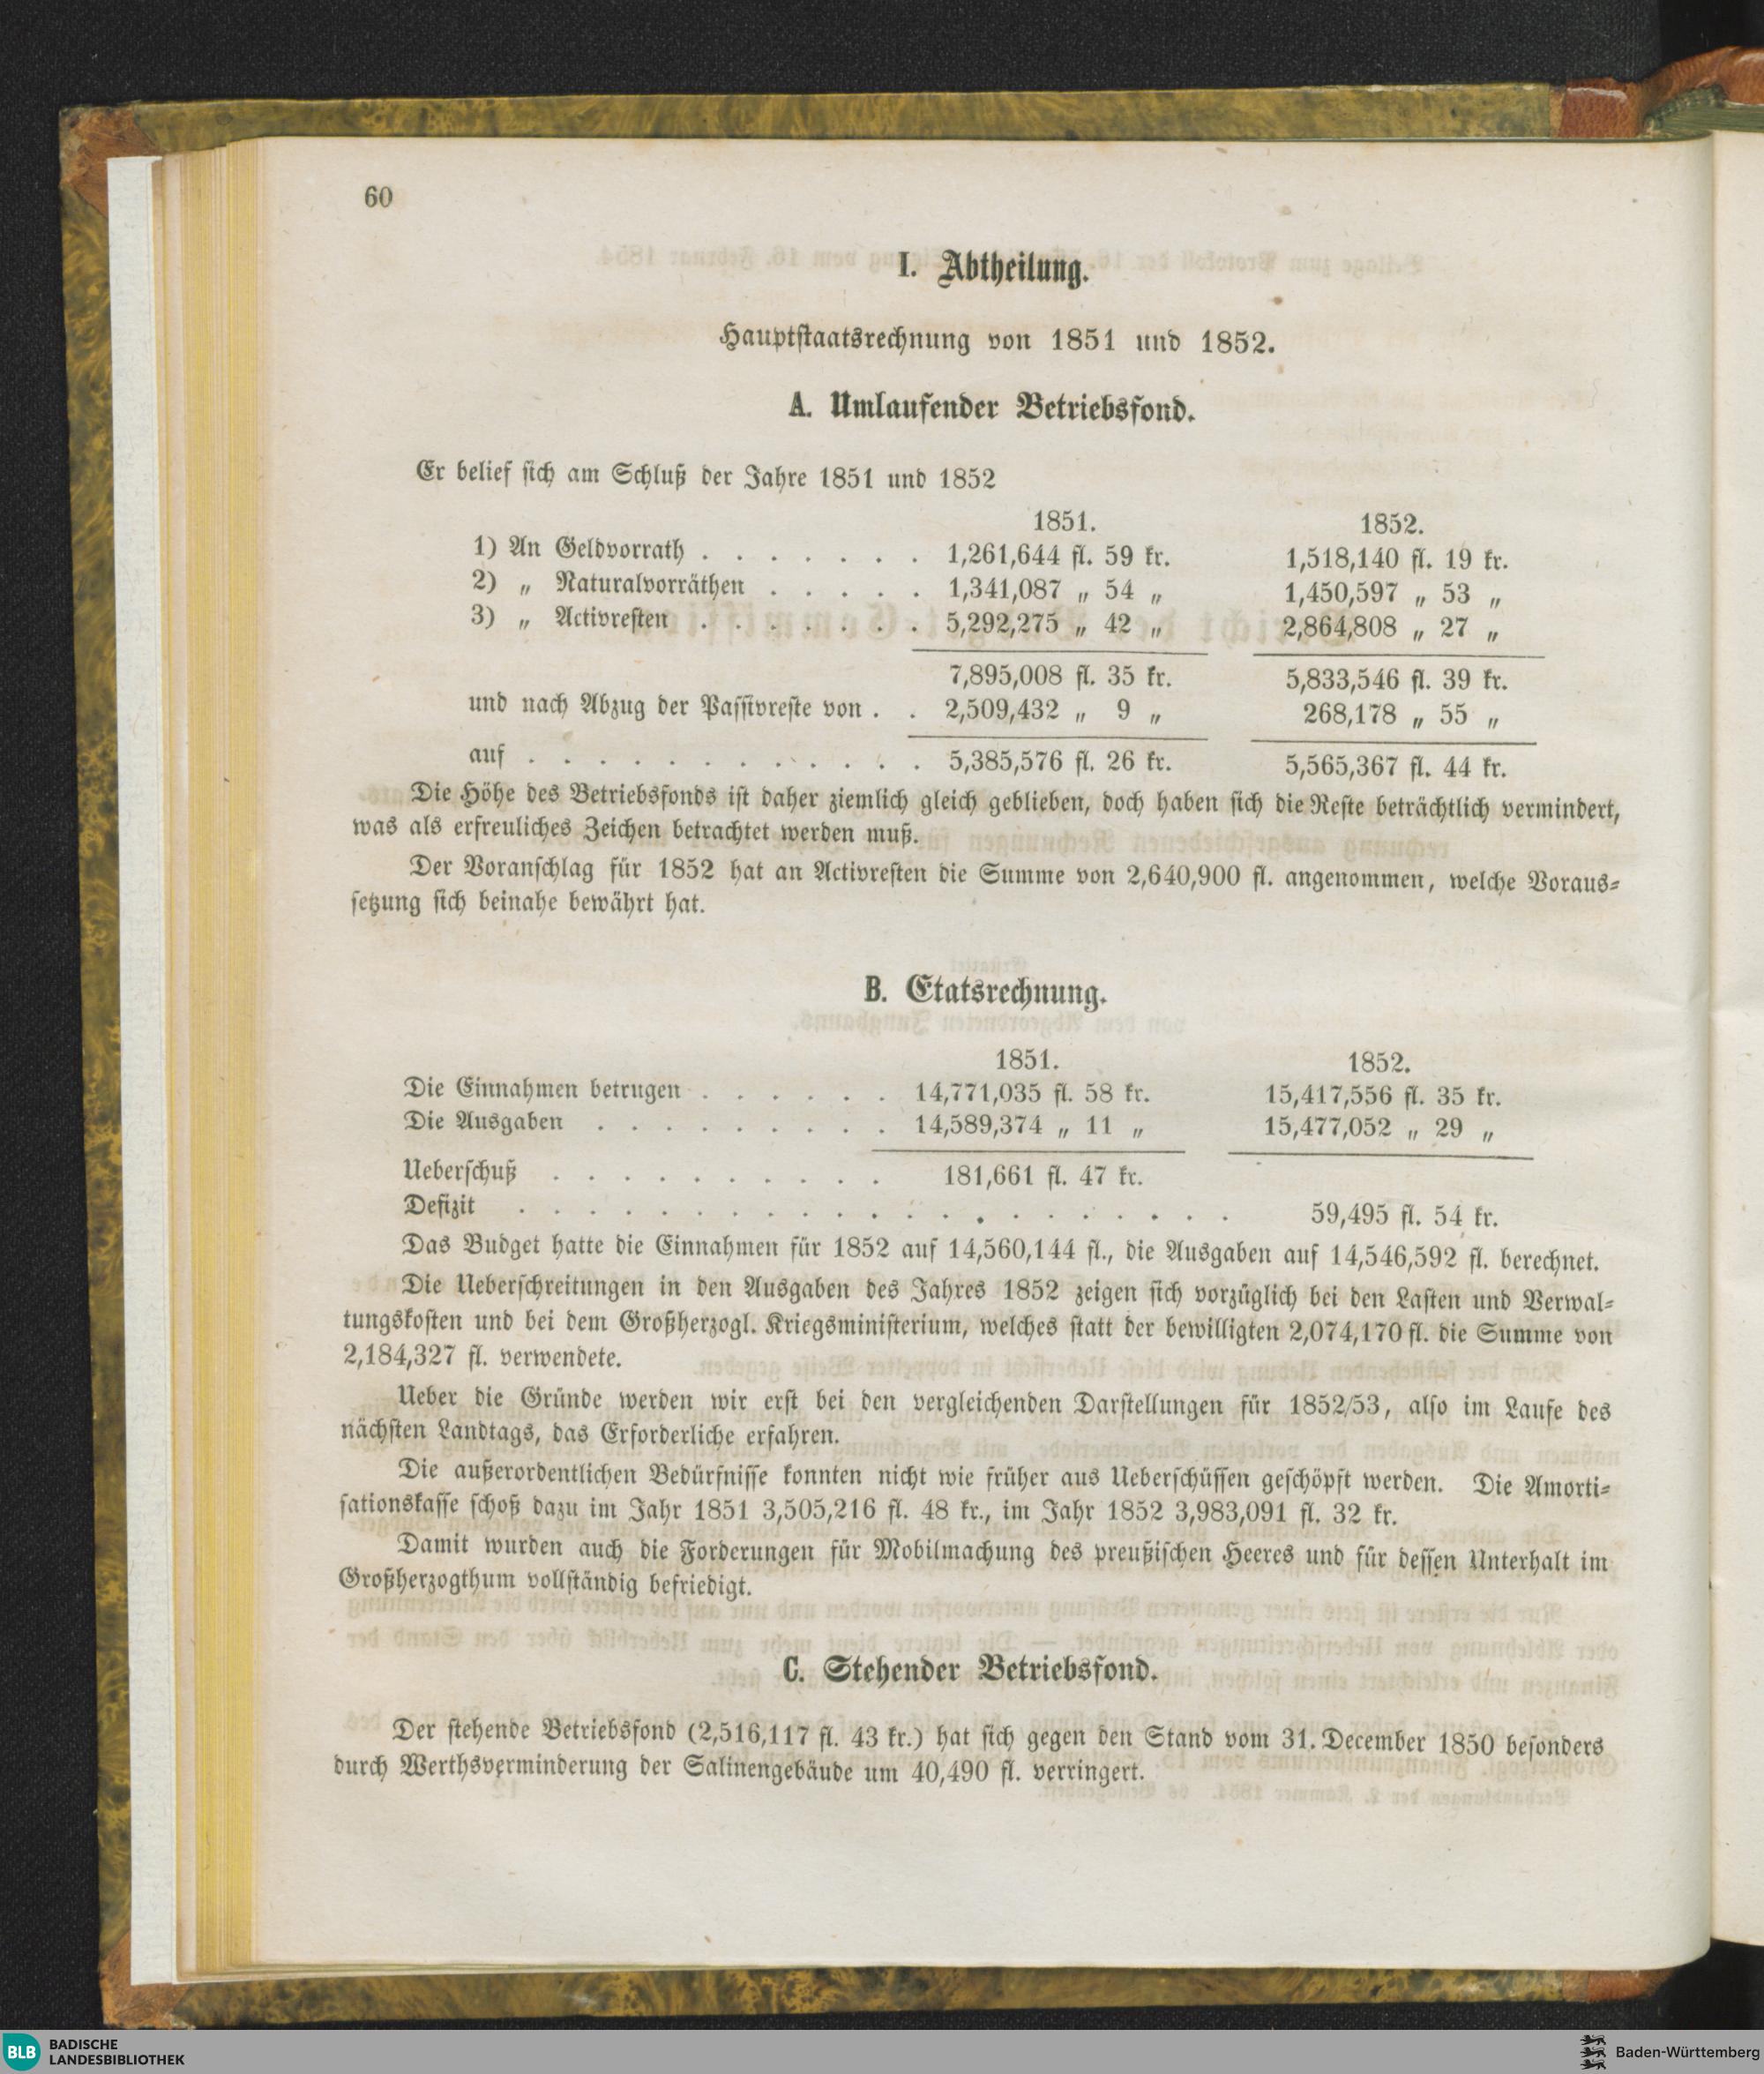 60
I. Abtheilung.
Hauptstaatsrechnung von 1851 und 1852.
A. Umlaufender Betriebsfond.
Er belief sich am Schluß der Jahre 1851 und 1852
1851. 1852.
1) An Geldvorrath . . . . . . . 1,261,644 fl. 59 kr. 1,518,140 fl. 19 kr.
2) „ Naturalvorräthen . . . . . 1,341,087 „ 54 „ 1,450,597 „ 53 „
3) „ Activresten . . . . . . . 5,292,275 „ 42 „ 2,864,808 „ 27 „
7,895,008 fl. 35 kr. 5,833,546 fl. 39 kr.
und nach Abzug der Passivreste von . . 2,509,432 „ 9 „ 268,178 „ 55 „
auf . . . . . . . . . . . . 5,385,576 fl. 26 kr. 5,565,367 fl. 44 kr.
Die Höhe des Betriebsfonds ist daher ziemlich gleich geblieben, doch haben sich die Reste beträchtlich vermindert,
was als erfreuliches Zeichen betrachtet werden muß.
Der Voranschlag für 1852 hat an Activresten die Summe von 2,640,900 fl. angenommen, welche Voraus-
setzung sich beinahe bewährt hat.
B. Etatsrechnung.
1851. 1852.
Die Einnahmen betrugen . . . . . . 14,771,035 fl. 58 kr. 15,417,556 fl. 35 kr.
Die Ausgaben . . . . . . . . . 14,589,374 „ 11 „ 15,477,052 „ 29 „
Ueberschuß . . . . . . . . . . 181,661 fl. 47 kr.
Defizit . . . . . . . . . . . . . . . . . . . . . 59,495 fl. 54 kr.
Das Budget hatte die Einnahmen für 1852 auf 14,560,144 fl., die Ausgaben auf 14,546,592 fl. berechnet.
Die Ueberschreitungen in den Ausgaben des Jahres 1852 zeigen sich vorzüglich bei den Lasten und Verwal-
tungskosten und bei dem Großherzogl. Kriegsministerium, welches statt der bewilligten 2,074,170 fl. die Summe von
2,184,327 fl. verwendete.
Ueber die Gründe werden wir erst bei den vergleichenden Darstellungen für 1852/53, also im Laufe des
nächsten Landtags, das Erforderliche erfahren.
Die außerordentlichen Bedürfnisse konnten nicht wie früher aus Ueberschüssen geschöpft werden. Die Amorti-
sationskasse schoß dazu im Jahr 1851 3,505,216 fl. 48 kr., im Jahr 1852 3,983,091 fl. 32 kr.
Damit wurden auch die Forderungen für Mobilmachung des preußischen Heeres und für dessen Unterhalt im
Großherzogthum vollständig befriedigt.
C. Stehender Betriebsfond.
Der stehende Betriebsfond (2,516,117 fl. 43 kr.) hat sich gegen den Stand vom 31. December 1850 besonders
durch Werthsverminderung der Salinengebäude um 40,490 fl. verringert.
BLB BADISCHE
LANDESBIBLIOTHEK
Baden-Württemberg